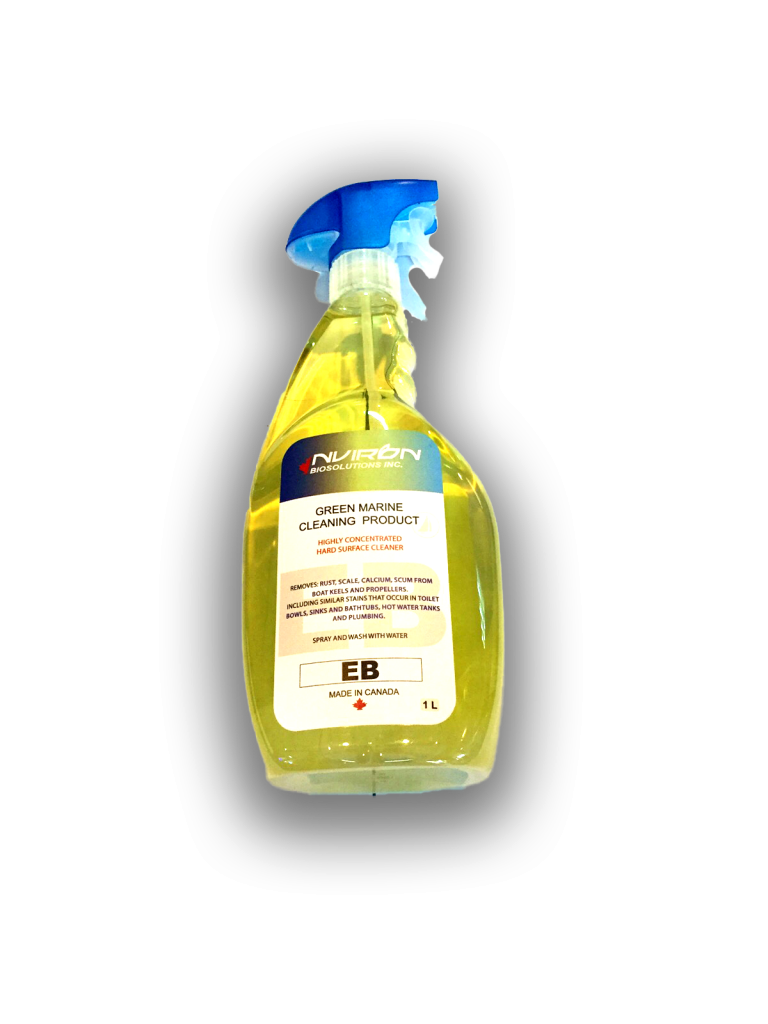 NVIRON
BIOSOLUTIONS INC.
GREEN MARINE
CLEANING PRODUCT
HIGHLY CONCENTRATED
HARD SURFACE CLEANER
REMOVES: RUST, SCALE, CALCIUM, SCUM FROM
BOAT KEELS AND PROPELLERS.
INCLUDING SIMILAR STAINS THAT OCCUR IN TOILET
BOWLS, SINKS AND BATHTUBS, HOT WATER TANKS
AND PLUMBING.
SPRAY AND WASH WITH WATER
EB
EB
MADE IN CANADA
1 L